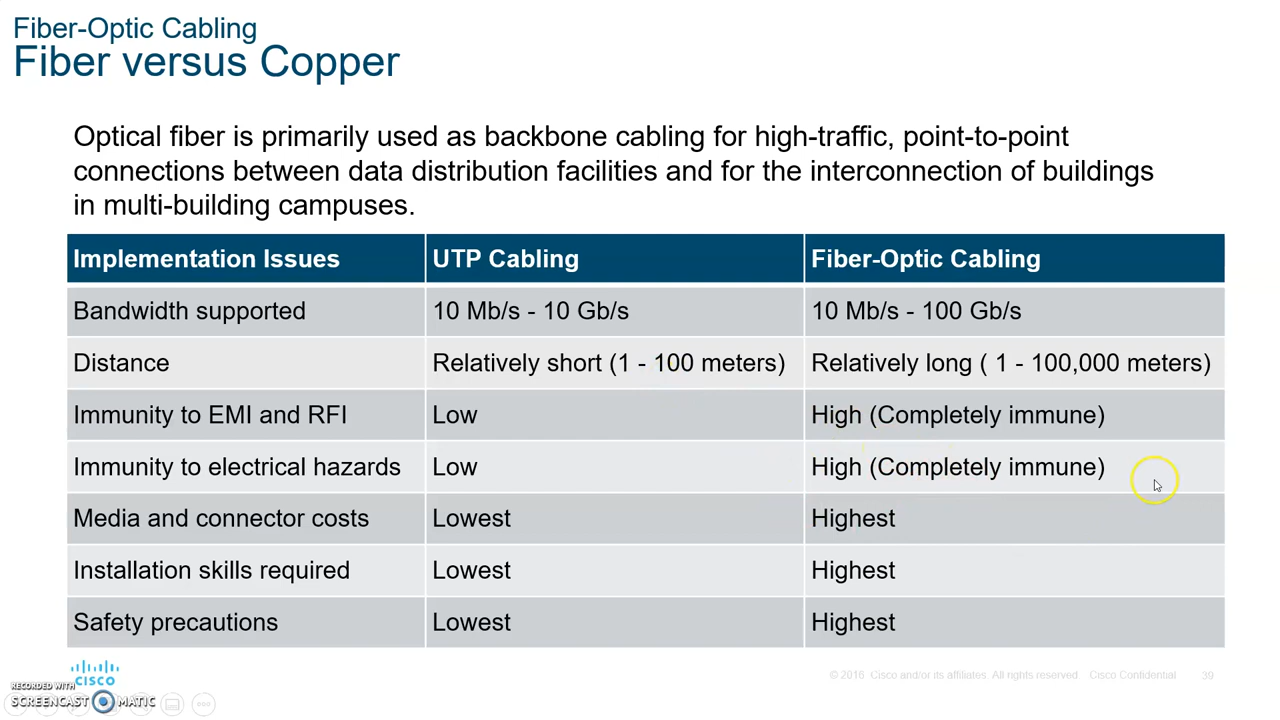 Fiber-Optic Cabling
Fiber versus Copper
Optical fiber is primarily used as backbone cabling for high-traffic, point-to-point
connections between data distribution facilities and for the interconnection of buildings
in multi-building campuses.
Implementation Issues UTP Cabling Fiber-Optic Cabling
Bandwidth supported 10 Mb/s - 10 Gb/s 10 Mb/s - 100 Gb/s
Distance Relatively short (1 - 100 meters) Relatively long ( 1 - 100,000 meters)
Immunity to EMI and RFI Low High (Completely immune)
Immunity to electrical hazards Low High (Completely immune)
Media and connector costs Lowest Highest
Installation skills required Lowest Highest
Safety precautions Lowest Highest
CISCO
© 2016 Cisco and/or its affiliates. All rights reserved. Cisco Confidential 39
RECORDED WITH
SCREENCAST MATIC